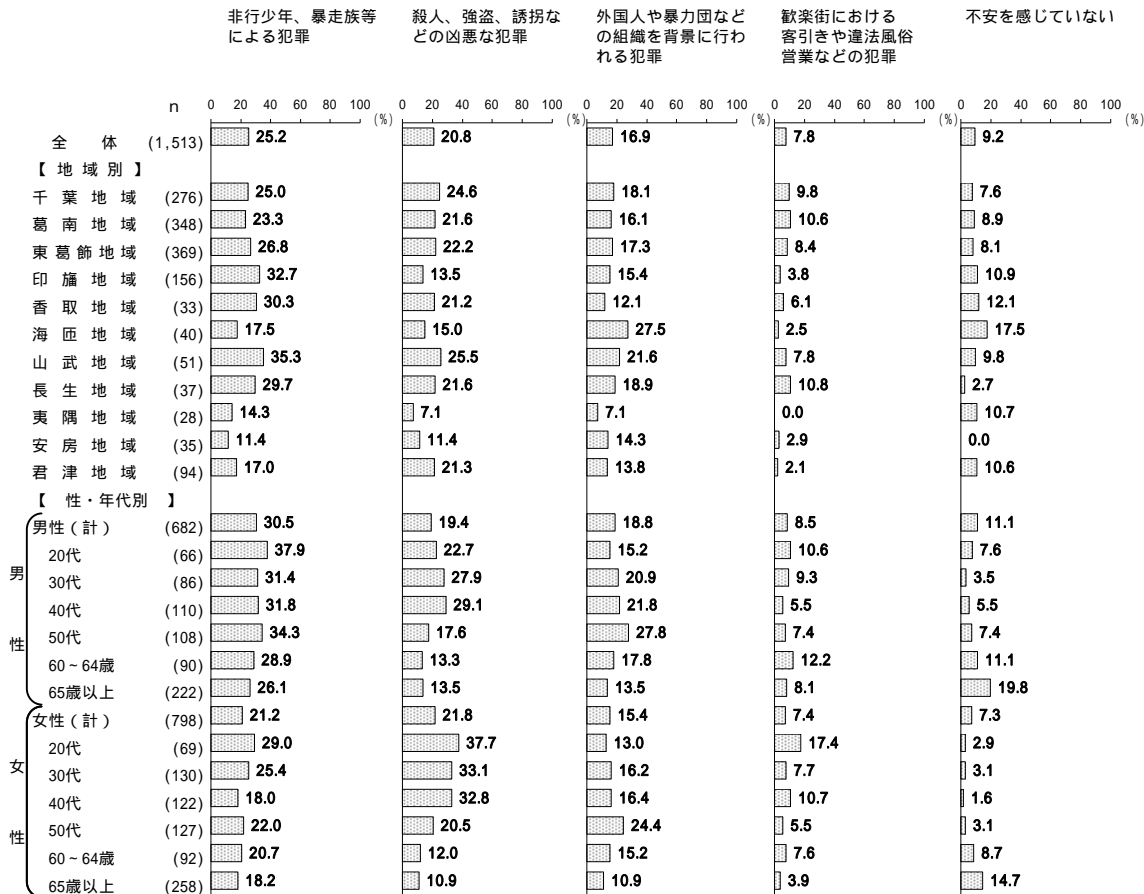 非行少年、暴走族等
による犯罪
殺人、強盗、誘拐な
どの凶悪な犯罪
外国人や暴力団など
の組織を背景に行わ
れる犯罪
歓楽街における
客引きや違法風俗
営業などの犯罪
不安を感じていない
n 0 20 40 60 80 100 0 20 40 60 80 100 0 20 40 60 80 100 0 20 40 60 80 100 0 20 40 60 80 100
(%) (%) (%) (%) (%)
全体 (1,513) 25.2 20.8 16.9 7.8 9.2
【地域別】
千葉地域 (276) 25.0 24.6 18.1 9.8 7.6
葛南地域 (348) 23.3 21.6 16.1 10.6 8.9
東葛飾地域 (369) 26.8 22.2 17.3 8.4 8.1
印旛地域 (156) 32.7 13.5 15.4 3.8 10.9
香取地域 (33) 30.3 21.2 12.1 6.1 12.1
海匝地域 (40) 17.5 15.0 27.5 2.5 17.5
山武地域 (51) 35.3 25.5 21.6 7.8 9.8
長生地域 (37) 29.7 21.6 18.9 10.8 2.7
夷隅地域 (28) 14.3 7.1 7.1 0.0 10.7
安房地域 (35) 11.4 11.4 14.3 2.9 0.0
君津地域 (94) 17.0 21.3 13.8 2.1 10.6
【 性・年代別 】
男性
男性(計) (682) 30.5 19.4 18.8 8.5 11.1
20代 (66) 37.9 22.7 15.2 10.6 7.6
30代 (86) 31.4 27.9 20.9 9.3 3.5
40代 (110) 31.8 29.1 21.8 5.5 5.5
50代 (108) 34.3 17.6 27.8 7.4 7.4
60~64歳 (90) 28.9 13.3 17.8 12.2 11.1
65歳以上 (222) 26.1 13.5 13.5 8.1 19.8
女性
女性(計) (798) 21.2 21.8 15.4 7.4 7.3
20代 (69) 29.0 37.7 13.0 17.4 2.9
30代 (130) 25.4 33.1 16.2 7.7 3.1
40代 (122) 18.0 32.8 16.4 10.7 1.6
50代 (127) 22.0 20.5 24.4 5.5 3.1
60~64歳 (92) 20.7 12.0 15.2 7.6 8.7
65歳以上 (258) 18.2 10.9 10.9 3.9 14.7